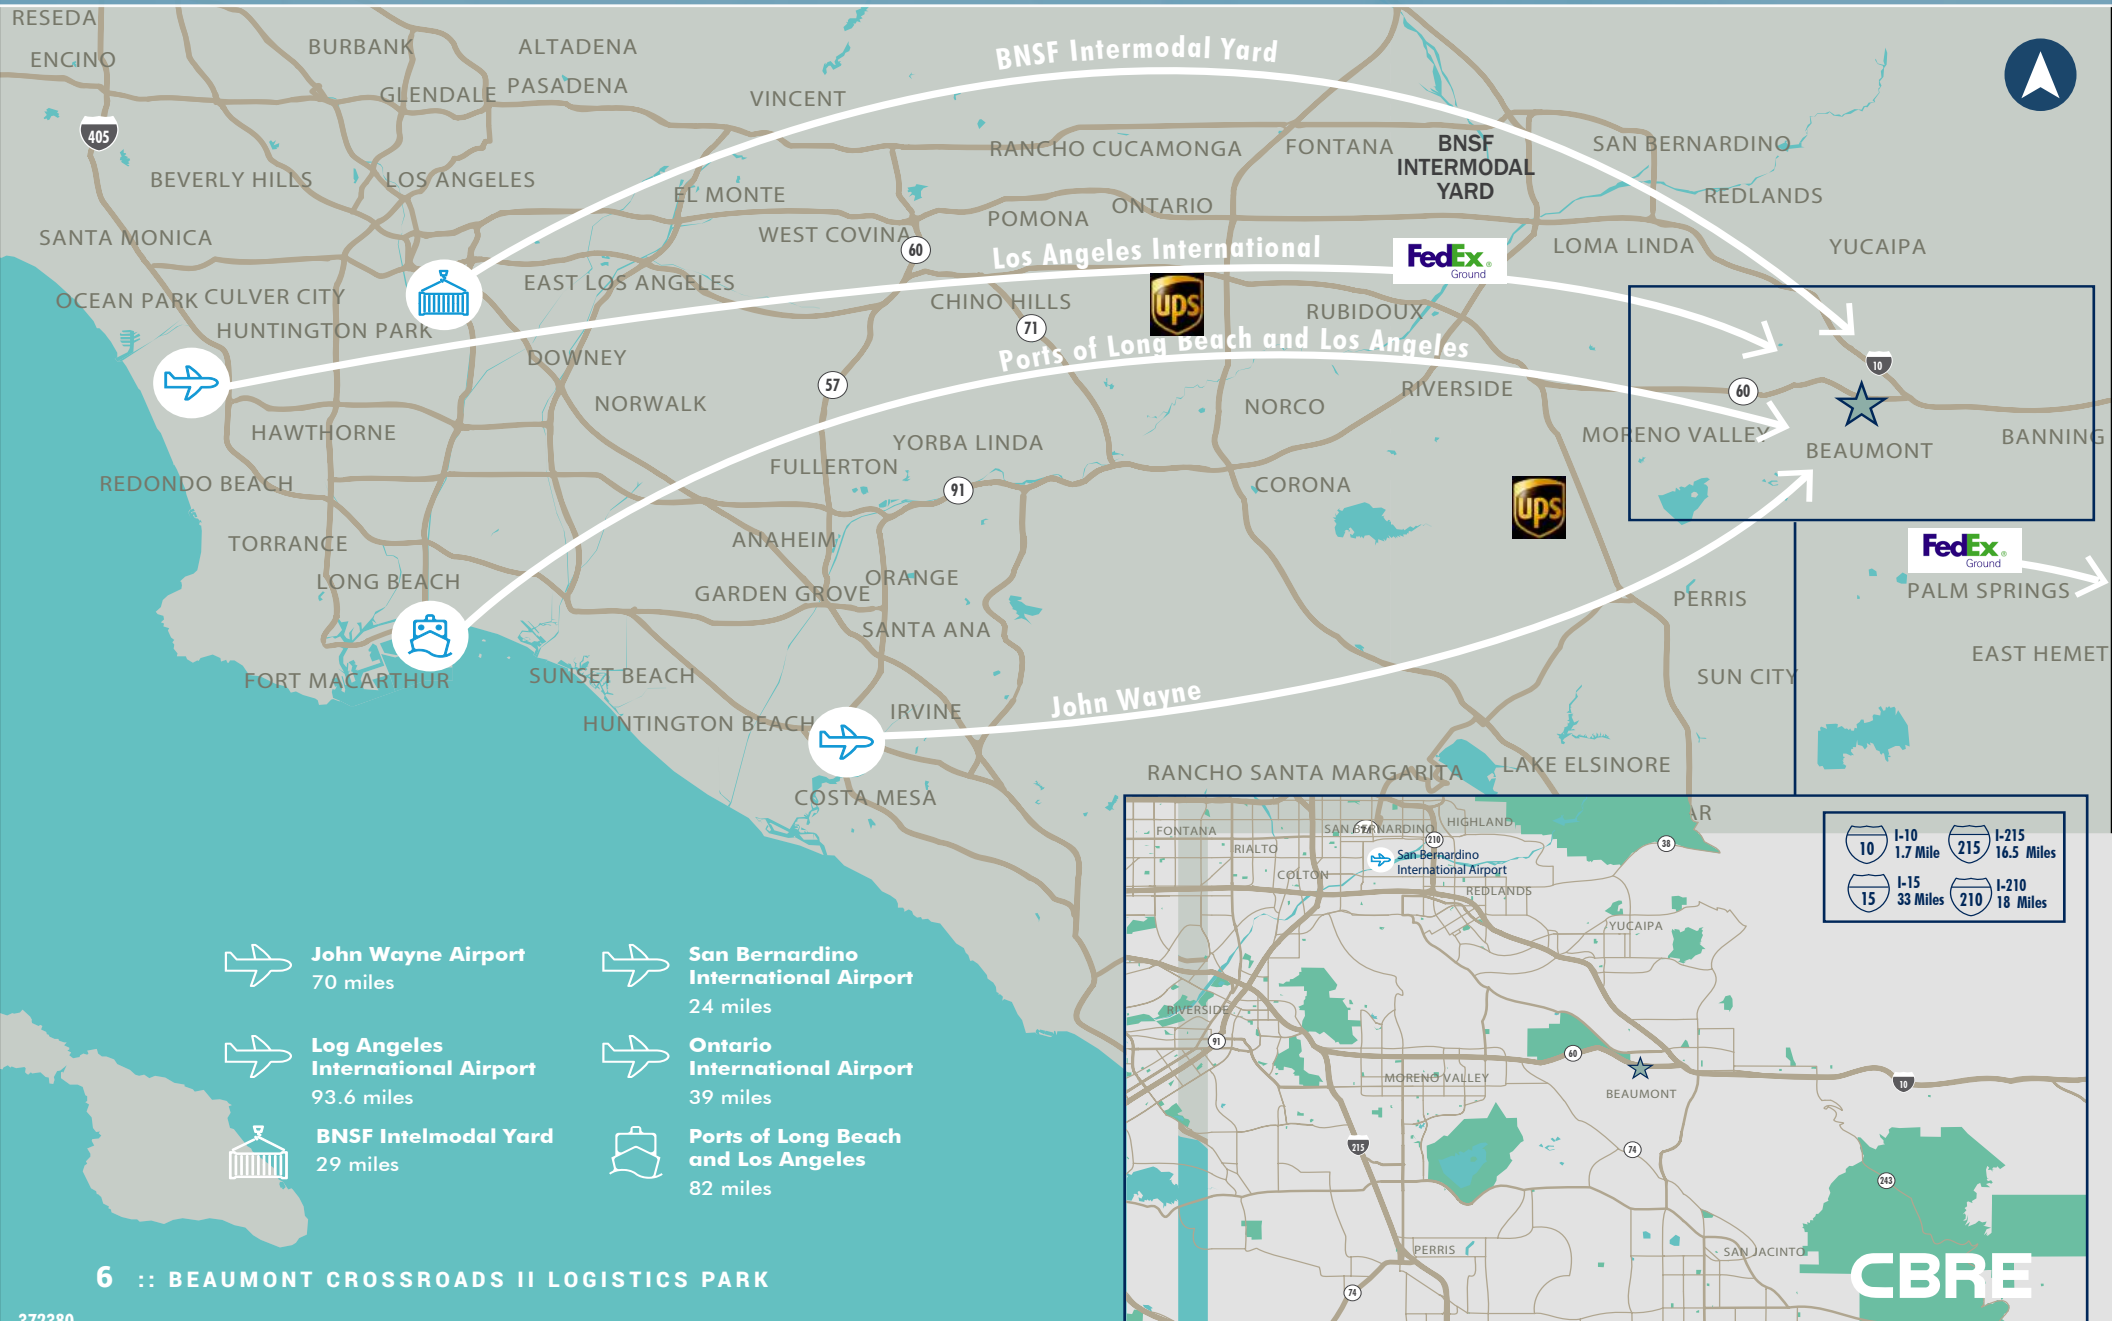 RESEDA
ENCINO
BURBANK
ALTADENA
GLENDALE
PASADENA
VINCENT
BNSF Intermodal Yard
405
BEVERLY HILLS
LOS ANGELES
EL MONTE
RANCHO CUCAMONGA
FONTANA
BNSF
INTERMODAL
YARD
SAN BERNARDINO
REDLANDS
SANTA MONICA
WEST COVINA
60
POMONA
ONTARIO
Los Angeles International
FedEx®
Ground
LOMA LINDA
YUCAIPA
OCEAN PARK
CULVER CITY
EAST LOS ANGELES
HUNTINGTON PARK
CHINO HILLS
71
ups
RUBIDOUX
Ports of Long Beach and Los Angeles
DOWNEY
57
NORWALK
NORCO
RIVERSIDE
60
10
HAWTHORNE
YORBA LINDA
FULLERTON
MORENO VALLEY
BEAUMONT
BANNING
REDONDO BEACH
91
CORONA
ups
TORRANCE
ANAHEIM
LONG BEACH
GARDEN GROVE
ORANGE
PERRIS
FedEx®
Ground
PALM SPRINGS
SANTA ANA
EAST HEMET
FORT MACARTHUR
SUNSET BEACH
SUN CITY
HUNTINGTON BEACH
IRVINE
John Wayne
COSTA MESA
RANCHO SANTA MARGARITA
LAKE ELSINORE
AR
FONTANA
SAN BERNARDINO
74
HIGHLAND
210
38
RIALTO
San Bernardino
International Airport
COLTON
REDLANDS
YUCAIPA
10
I-10
1.7 Mile
215
I-215
16.5 Miles
15
I-15
33 Miles
210
I-210
18 Miles
RIVERSIDE
91
60
MORENO VALLEY
BEAUMONT
10
215
74
243
PERRIS
SAN JACINTO
74
John Wayne Airport
70 miles
San Bernardino
International Airport
24 miles
Log Angeles
International Airport
93.6 miles
Ontario
International Airport
39 miles
BNSF Intelmodal Yard
29 miles
Ports of Long Beach
and Los Angeles
82 miles
6 :: BEAUMONT CROSSROADS II LOGISTICS PARK
CBRE
372380